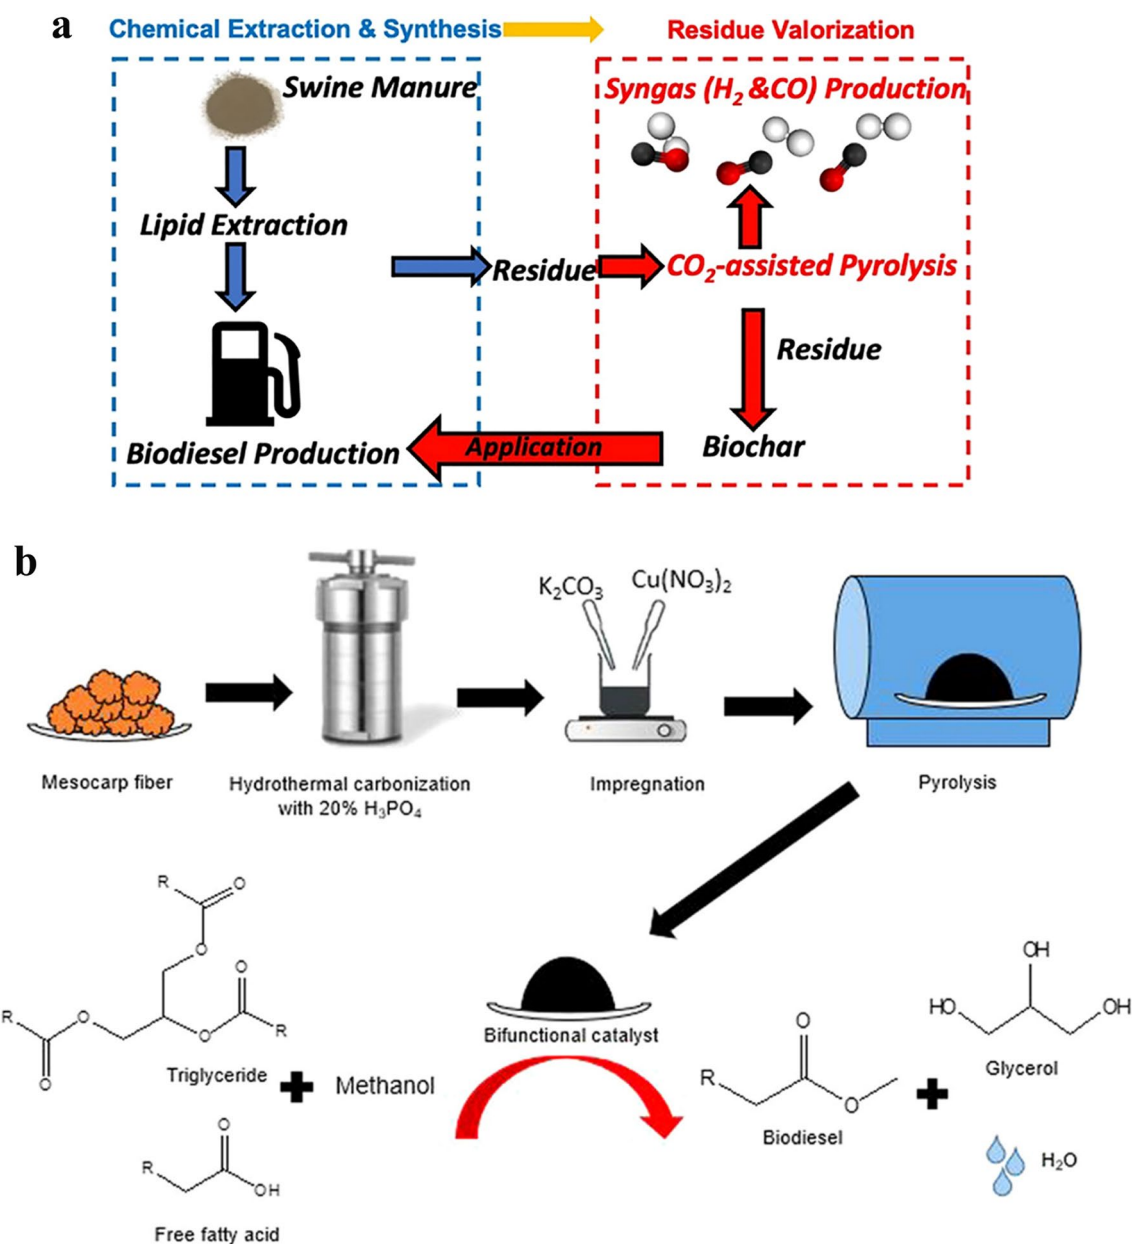 a
Chemical Extraction & Synthesis
Residue Valorization
Swine Manure
Syngas (H₂ &CO) Production
Lipid Extraction
Residue
CO₂-assisted Pyrolysis
Residue
Biodiesel Production
Application
Biochar
b
K₂CO₃
Cu(NO₃)₂
Mesocarp fiber
Hydrothermal carbonization
with 20% H₃PO₄
Impregnation
Pyrolysis
R
O
O
O
R
O
O
R
O
Triglyceride
Methanol
R
O
OH
Free fatty acid
Bifunctional catalyst
O
R
O
Biodiesel
OH
HO
OH
Glycerol
H₂O